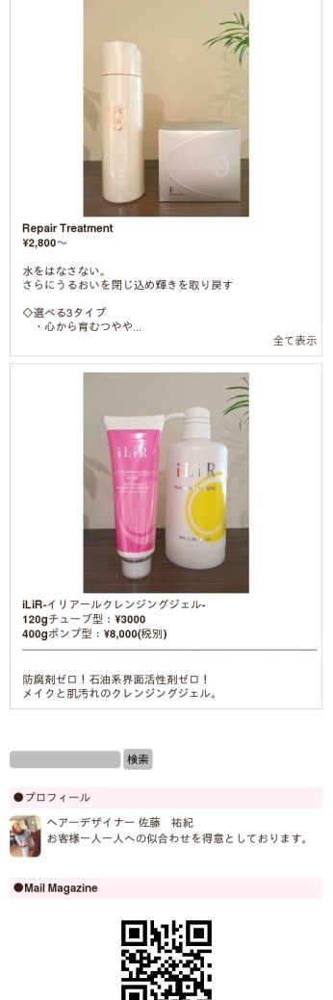 Repair Treatment
¥2,800〜
水をはなさない。
さらにうるおいを閉じ込め輝きを取り戻す
◇選べる3タイプ
・心から育むつやや...
全て表示
iLiR
iLiR
iLiR-イリアールクレンジングジェル-
120gチューブ型：¥3000
400gポンプ型：¥8,000(税別)
防腐剤ゼロ！石油系界面活性剤ゼロ！
メイクと肌汚れのクレンジングジェル。
検索
●プロフィール
ヘアーデザイナー 佐藤　祐紀
お客様一人一人への似合わせを得意としております。
●Mail Magazine